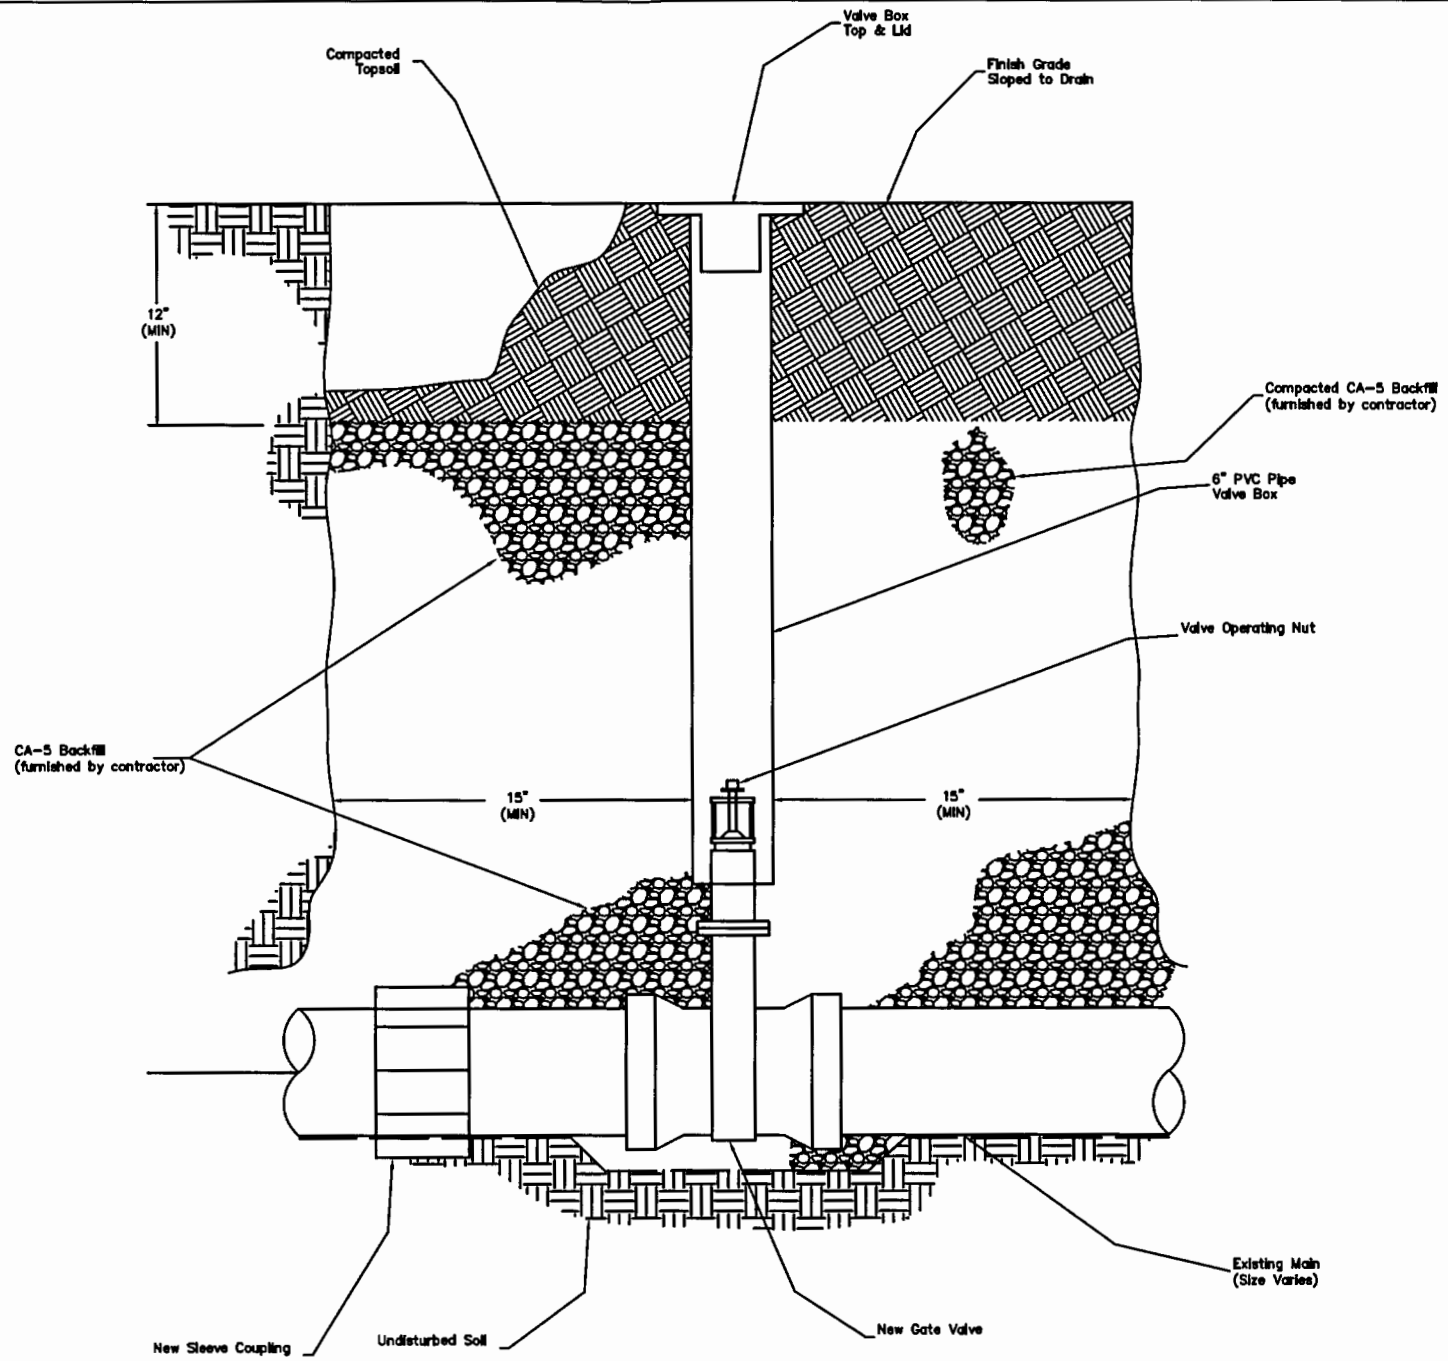 Valve Box
Top & Lid
Compacted
Topsoil
Finish Grade
Sloped to Drain
12"
(MIN)
Compacted CA-5 Backfill
(furnished by contractor)
6" PVC Pipe
Valve Box
Valve Operating Nut
CA-5 Backfill
(furnished by contractor)
15"
(MIN)
15"
(MIN)
Existing Main
(Size Varies)
New Gate Valve
Undisturbed Soil
New Sleeve Coupling